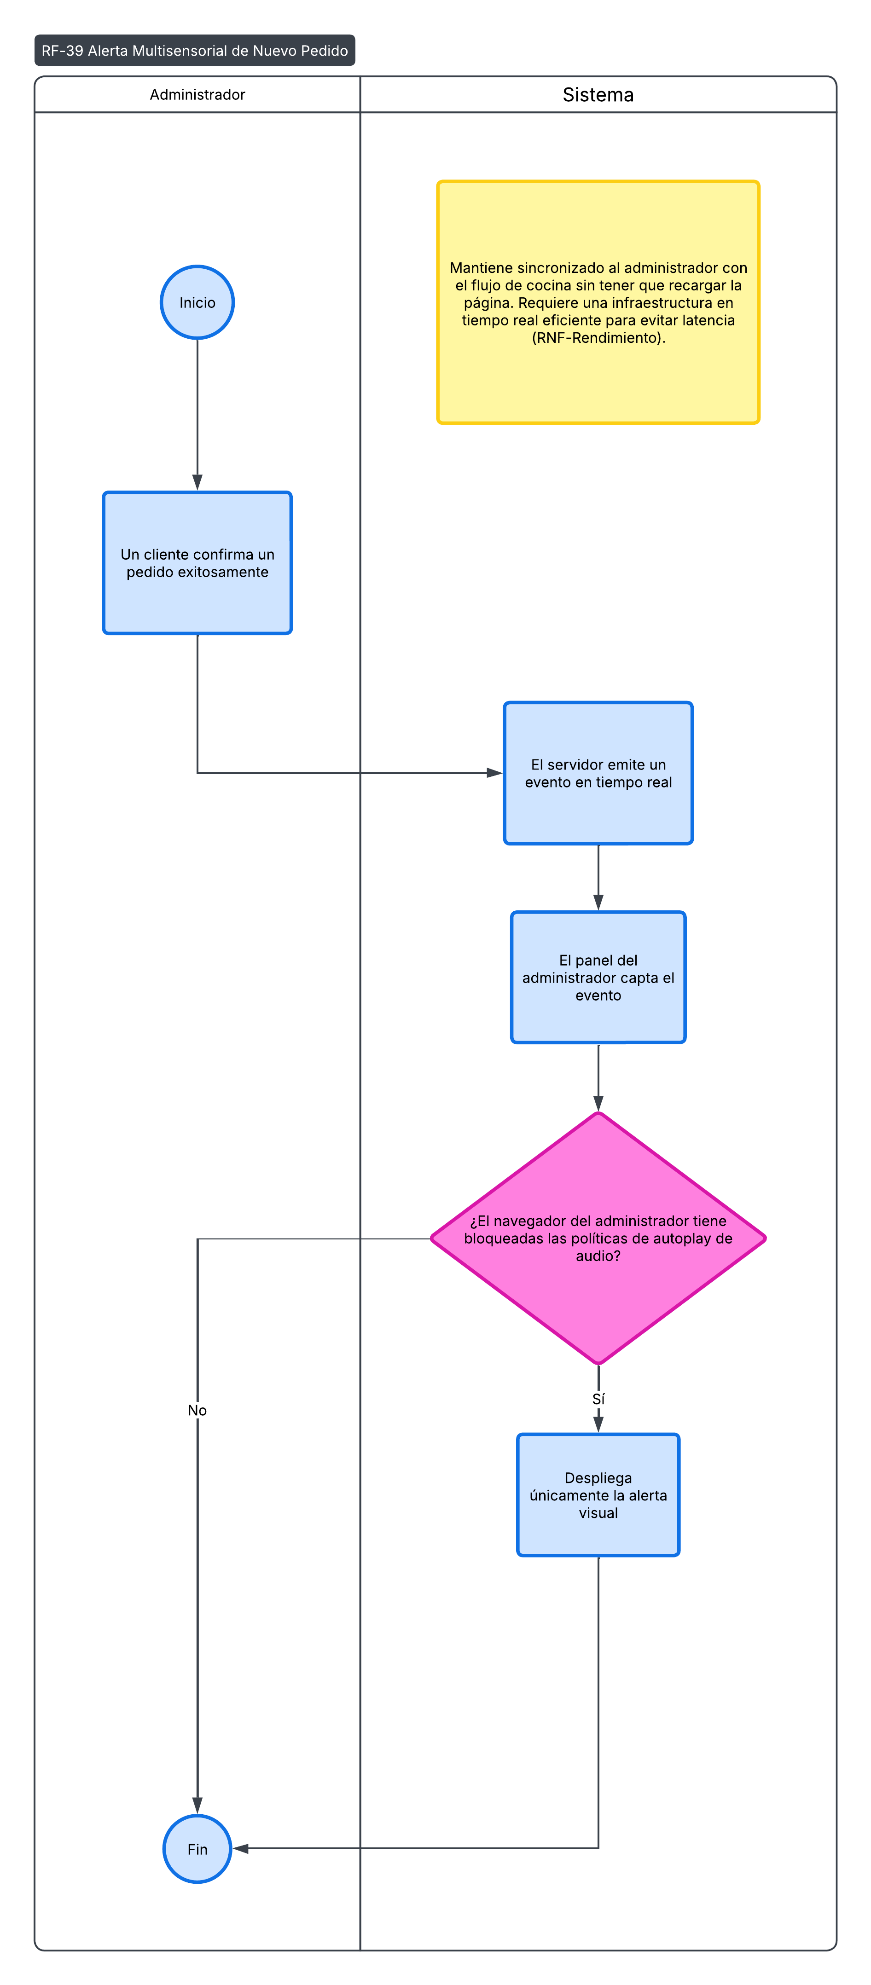 RF-39 Alerta Multisensorial de Nuevo Pedido
Administrador
Sistema
Mantiene sincronizado al administrador con
el flujo de cocina sin tener que recargar la
página. Requiere una infraestructura en
tiempo real eficiente para evitar latencia
(RNF-Rendimiento).
Inicio
Un cliente confirma un
pedido exitosamente
El servidor emite un
evento en tiempo real
El panel del
administrador capta el
evento
¿El navegador del administrador tiene
bloqueadas las políticas de autoplay de
audio?
Sí
No
Despliega
únicamente la alerta
visual
Fin